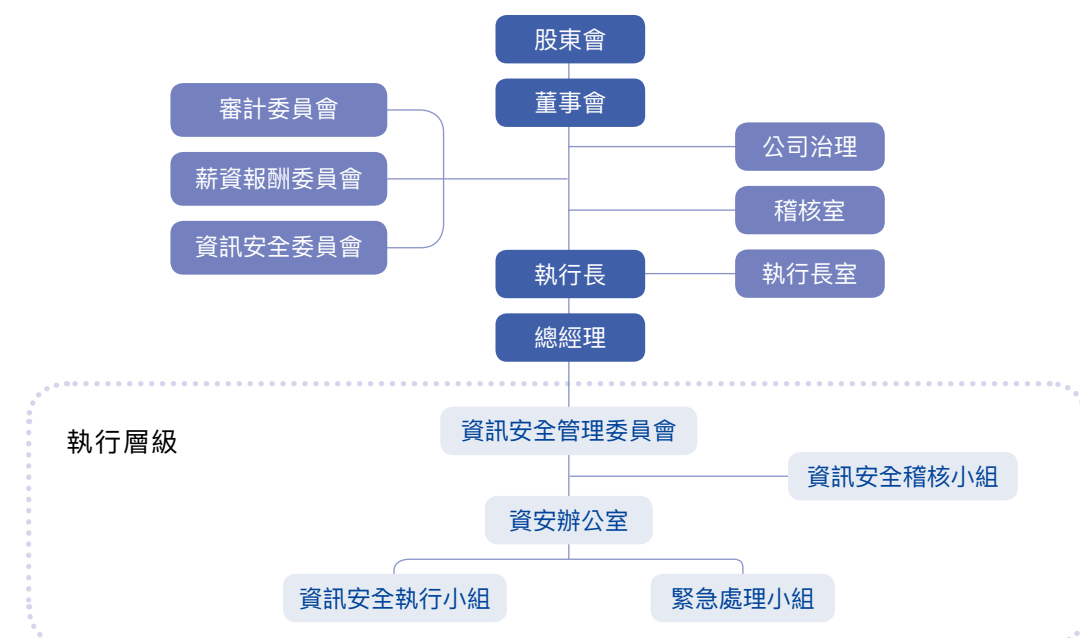 股東會
董事會
審計委員會
薪資報酬委員會
資訊安全委員會
公司治理
稽核室
執行長
執行長室
總經理
執行層級
資訊安全管理委員會
資訊安全稽核小組
資安辦公室
資訊安全執行小組
緊急處理小組